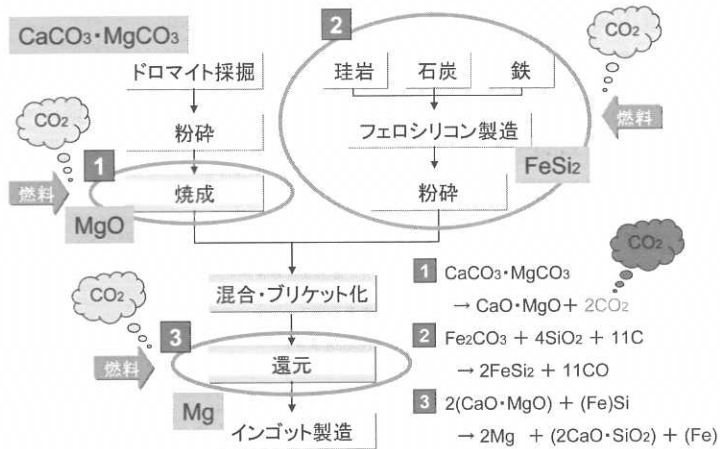 CaCO₃・MgCO₃
ドロマイト採掘
粉砕
1
焼成
CO₂
燃料
MgO
2
珪岩
石炭
鉄
フェロシリコン製造
FeSi₂
粉砕
CO₂
燃料
混合・ブリケット化
CO₂
燃料
3
還元
Mg
インゴット製造
CO₂
1 CaCO₃・MgCO₃
→ CaO・MgO + 2CO₂
2 Fe₂CO₃ + 4SiO₂ + 11C
→ 2FeSi₂ + 11CO
3 2(CaO・MgO) + (Fe)Si
→ 2Mg + (2CaO・SiO₂) + (Fe)